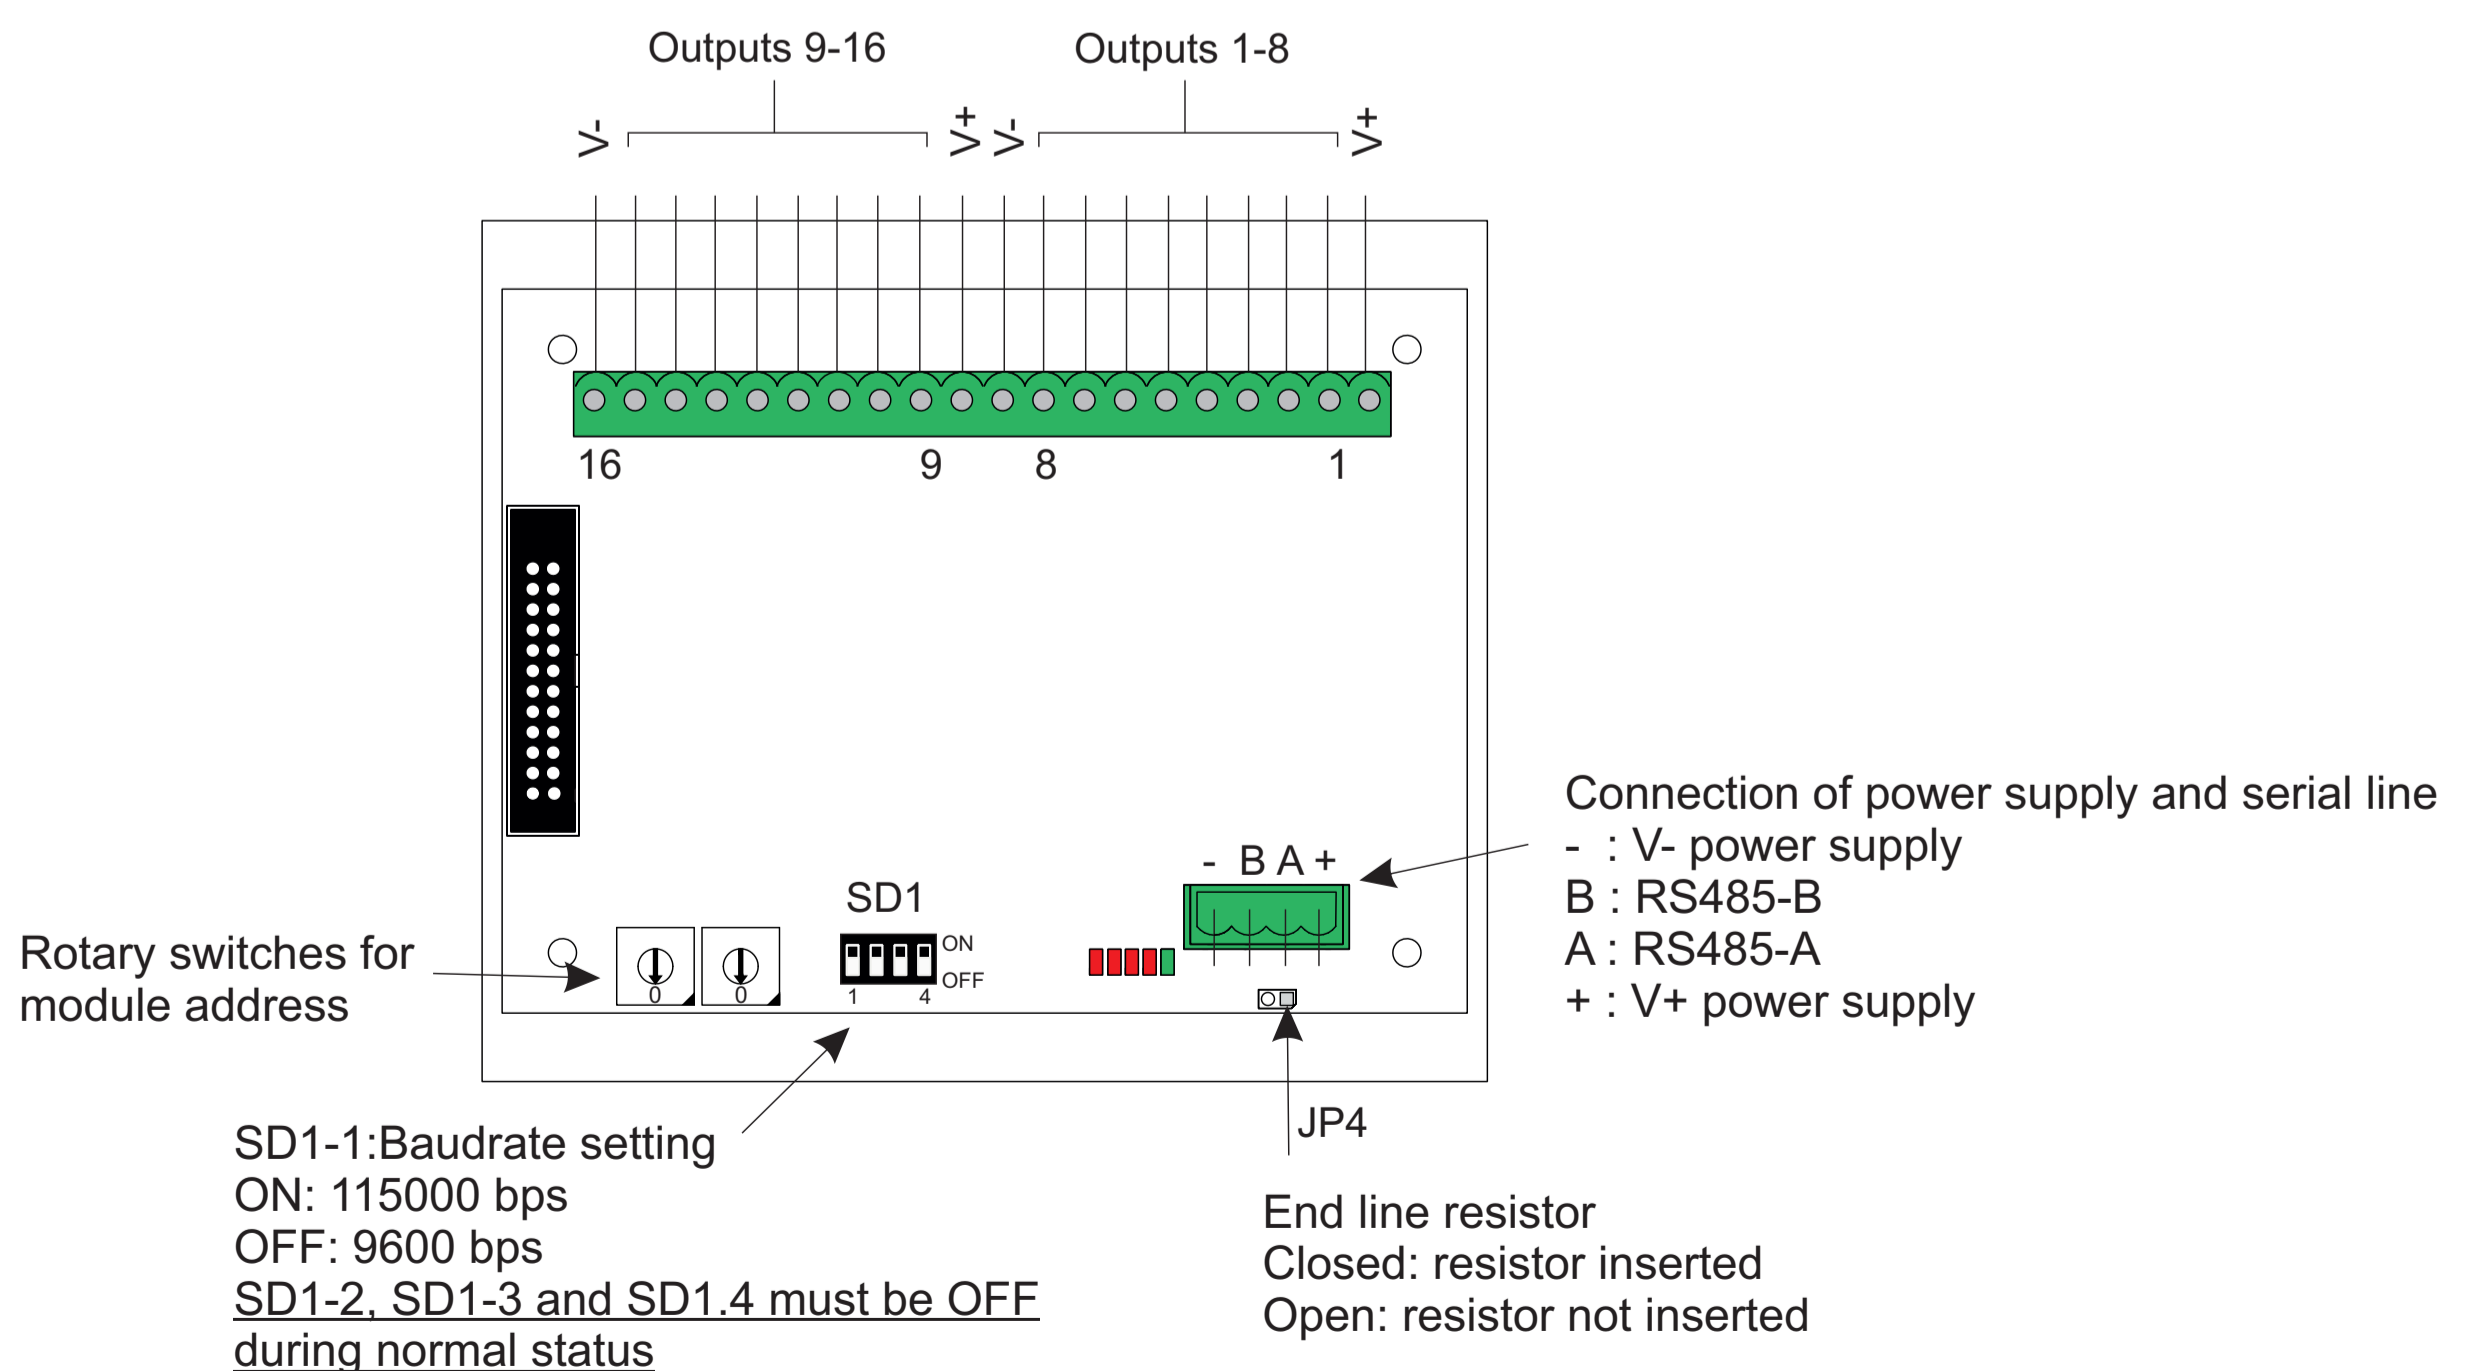 Outputs 9-16
Outputs 1-8
V-
V+
V-
V+
16
9
8
1
Connection of power supply and serial line
- : V- power supply
B : RS485-B
A : RS485-A
+ : V+ power supply
- B A +
SD1
ON
OFF
1
4
0
0
Rotary switches for
module address
JP4
SD1-1:Baudrate setting
ON: 115000 bps
OFF: 9600 bps
SD1-2, SD1-3 and SD1.4 must be OFF
during normal status
End line resistor
Closed: resistor inserted
Open: resistor not inserted